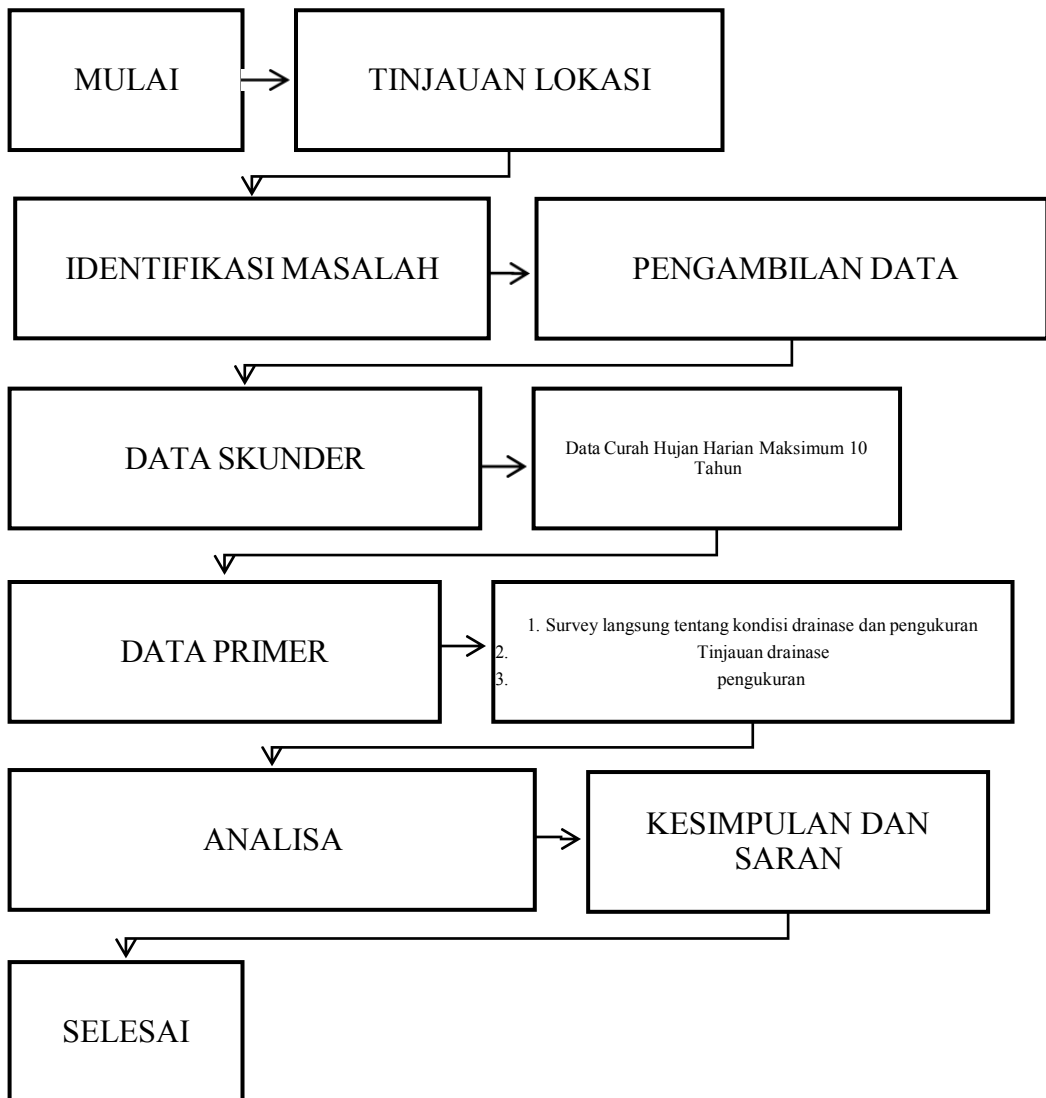 MULAI
TINJAUAN LOKASI
IDENTIFIKASI MASALAH
PENGAMBILAN DATA
DATA SKUNDER
Data Curah Hujan Harian Maksimum 10
Tahun
DATA PRIMER
1. Survey langsung tentang kondisi drainase dan pengukuran
2. Tinjauan drainase
3. pengukuran
ANALISA
KESIMPULAN DAN
SARAN
SELESAI